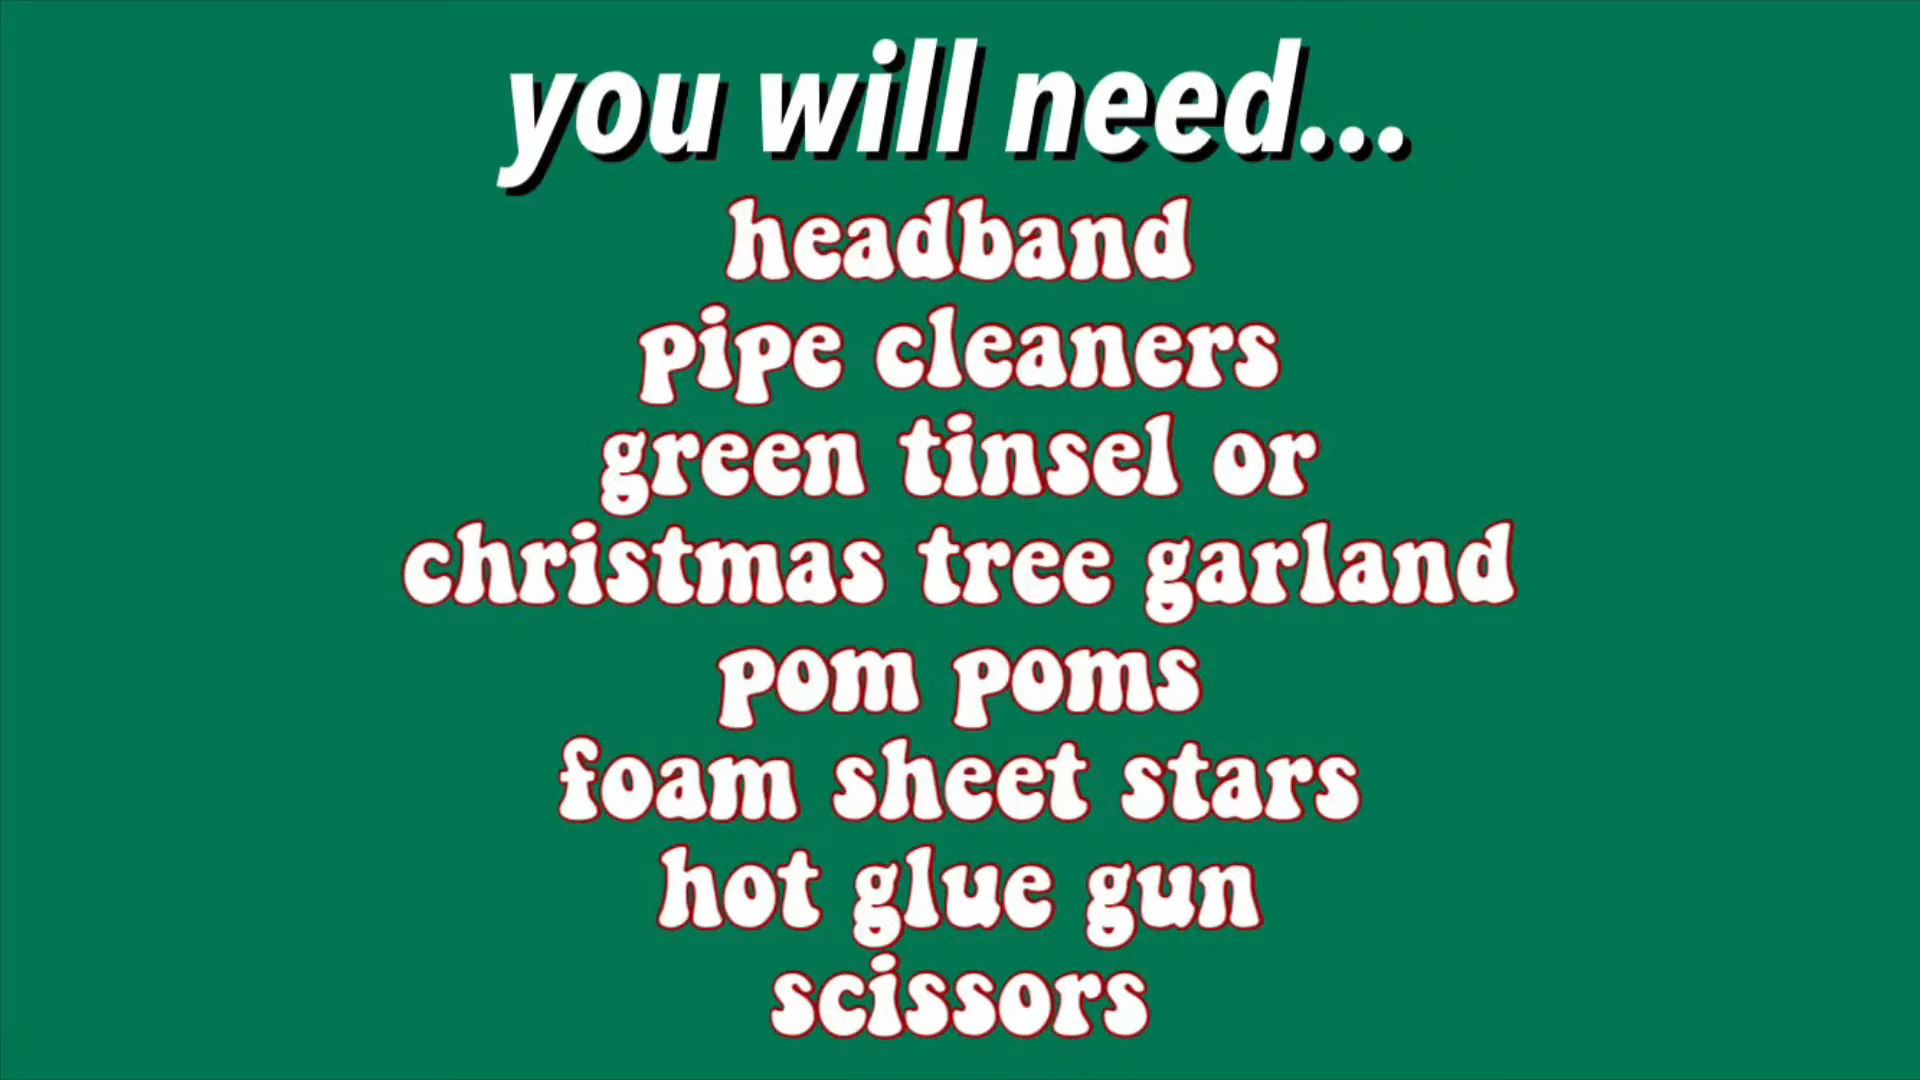 you will need...
headband
pipe cleaners
green tinsel or
christmas tree garland
pom poms
foam sheet stars
hot glue gun
scissors